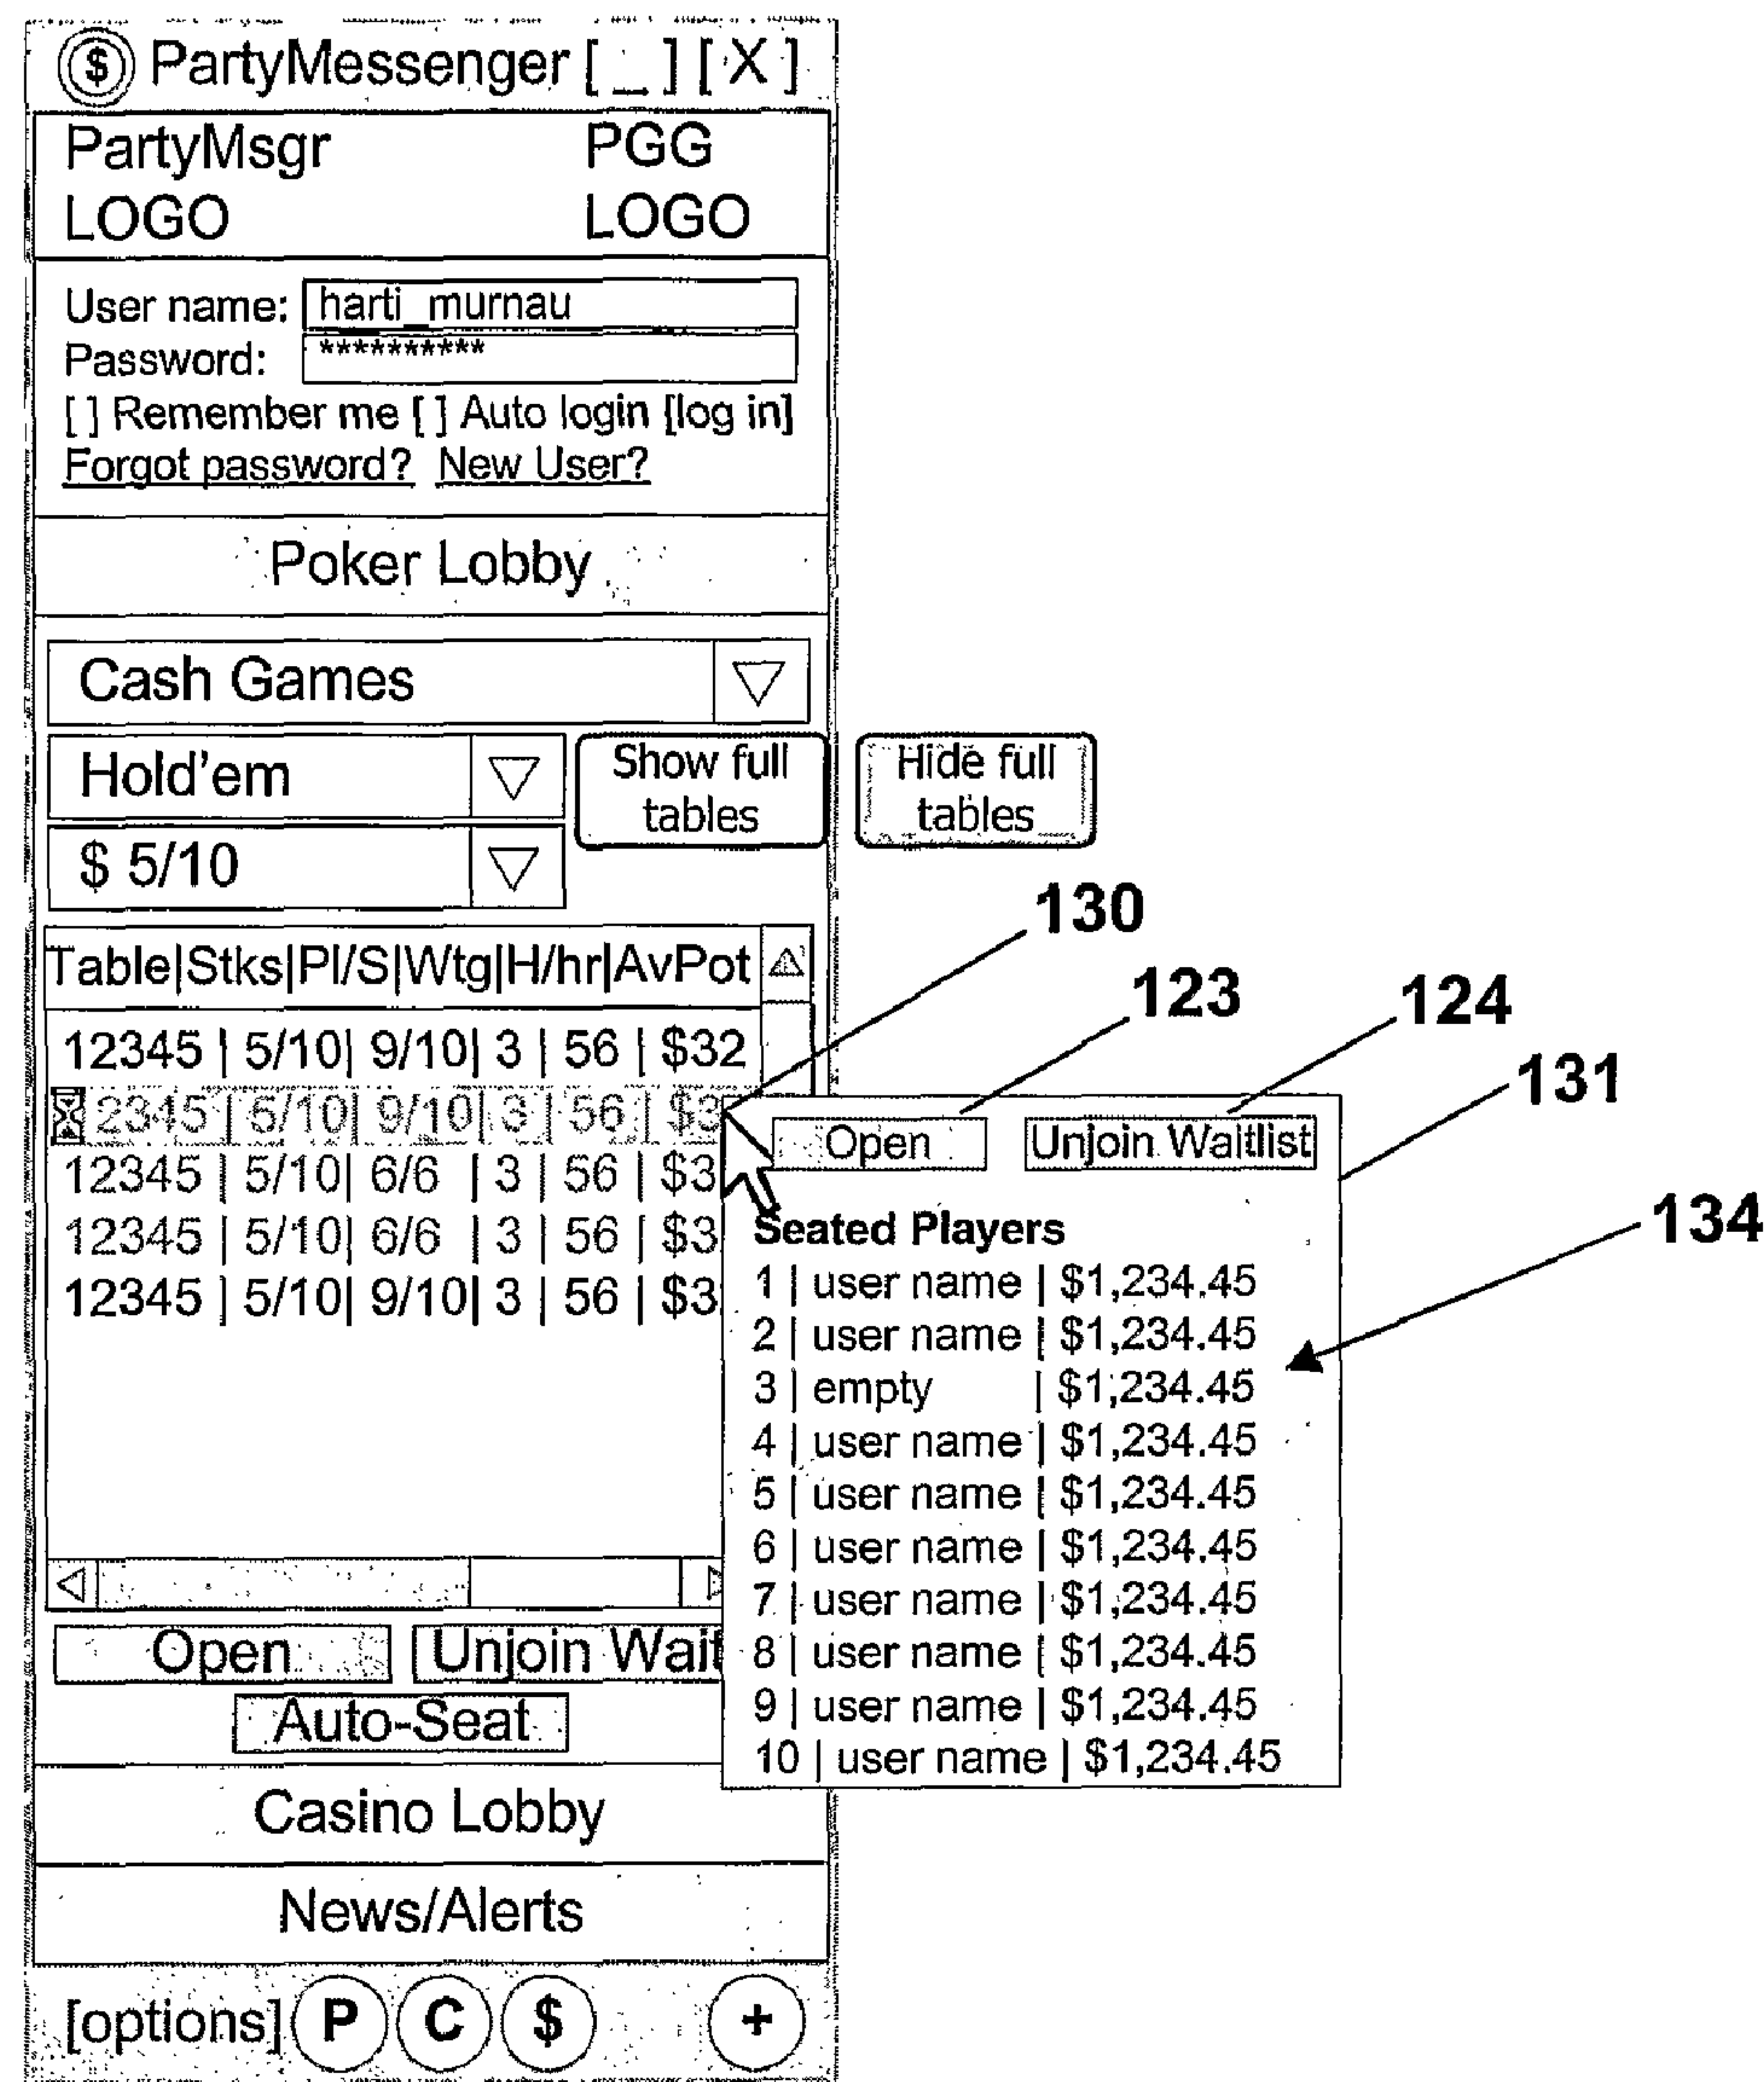 $ PartyMessenger [ _ ] [ X ]
PartyMsgr PGG
LOGO LOGO
User name: harti_murnau
Password: **********
[ ] Remember me [ ] Auto login [log in]
Forgot password? New User?
Poker Lobby
Cash Games
Hold'em
Show full
tables
Hide full
tables
$ 5/10
130
123
124
131
134
Table|Stks|Pl/S|Wtg|H/hr|AvPot
12345 | 5/10| 9/10| 3 | 56 | $32
2345 | 5/10| 9/10| 3 | 56 | $3
12345 | 5/10| 6/6 | 3 | 56 | $3
12345 | 5/10| 6/6 | 3 | 56 | $3
12345 | 5/10| 9/10| 3 | 56 | $3
Open Unjoin Waitlist
Seated Players
1 | user name | $1,234.45
2 | user name | $1,234.45
3 | empty | $1,234.45
4 | user name | $1,234.45
5 | user name | $1,234.45
6 | user name | $1,234.45
7 | user name | $1,234.45
8 | user name | $1,234.45
9 | user name | $1,234.45
10 | user name | $1,234.45
Open Unjoin Wait
Auto-Seat
Casino Lobby
News/Alerts
[options] P C $ +